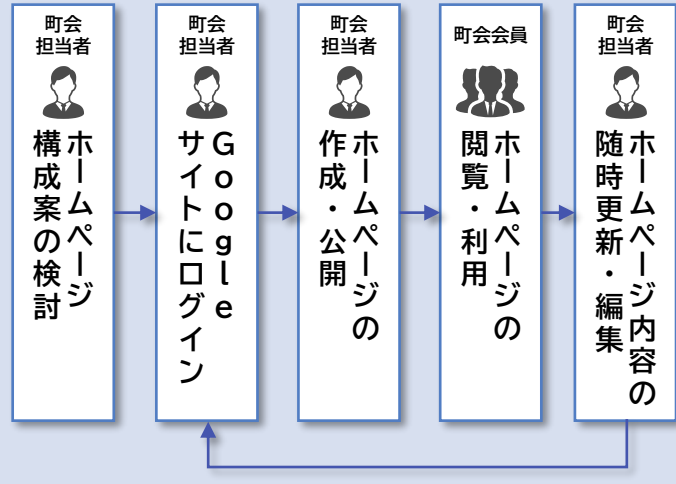 町会
担当者
ホームページ
構成案の検討
町会
担当者
Google
サイトにログイン
町会
担当者
ホームページの
作成・公開
町会会員
ホームページの
閲覧・利用
町会
担当者
ホームページ内容の
随時更新・編集